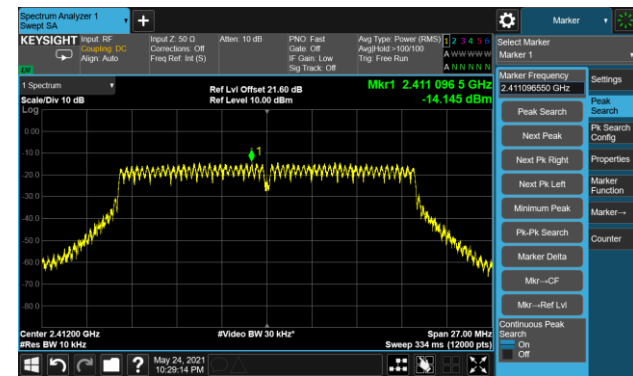 Spectrum Analyzer 1
Swept SA
+
Marker
KEYSIGHT
Input: RF
Coupling: DC
Align: Auto
Input Z: 50 Ω
Corrections: Off
Freq Ref: Int (S)
Atten: 10 dB
PNO: Fast
Gate: Off
IF Gain: Low
Sig Track: Off
Avg Type: Power (RMS)
Avg|Hold:>100/100
Trig: Free Run
1 2 3 4 5 6
A W W W W W
A N N N N N
LXI
Select Marker
Marker 1
1 Spectrum
Scale/Div 10 dB
Log
Ref Lvl Offset 21.60 dB
Ref Level 10.00 dBm
Mkr1 2.411 096 5 GHz
-14.145 dBm
Marker Frequency
2.411096550 GHz
Settings
Peak Search
Peak
Search
Next Peak
Pk Search
Config
Next Pk Right
Properties
Next Pk Left
Marker
Function
Minimum Peak
Marker→
Pk-Pk Search
Counter
Marker Delta
Mkr→CF
Mkr→Ref Lvl
Continuous Peak
Search
On
Off
1
0.00
-10.0
-20.0
-30.0
-40.0
-50.0
-60.0
-70.0
-80.0
Center 2.41200 GHz
#Res BW 10 kHz
#Video BW 30 kHz*
Span 27.00 MHz
Sweep 334 ms (12000 pts)
?
May 24, 2021
10:29:14 PM